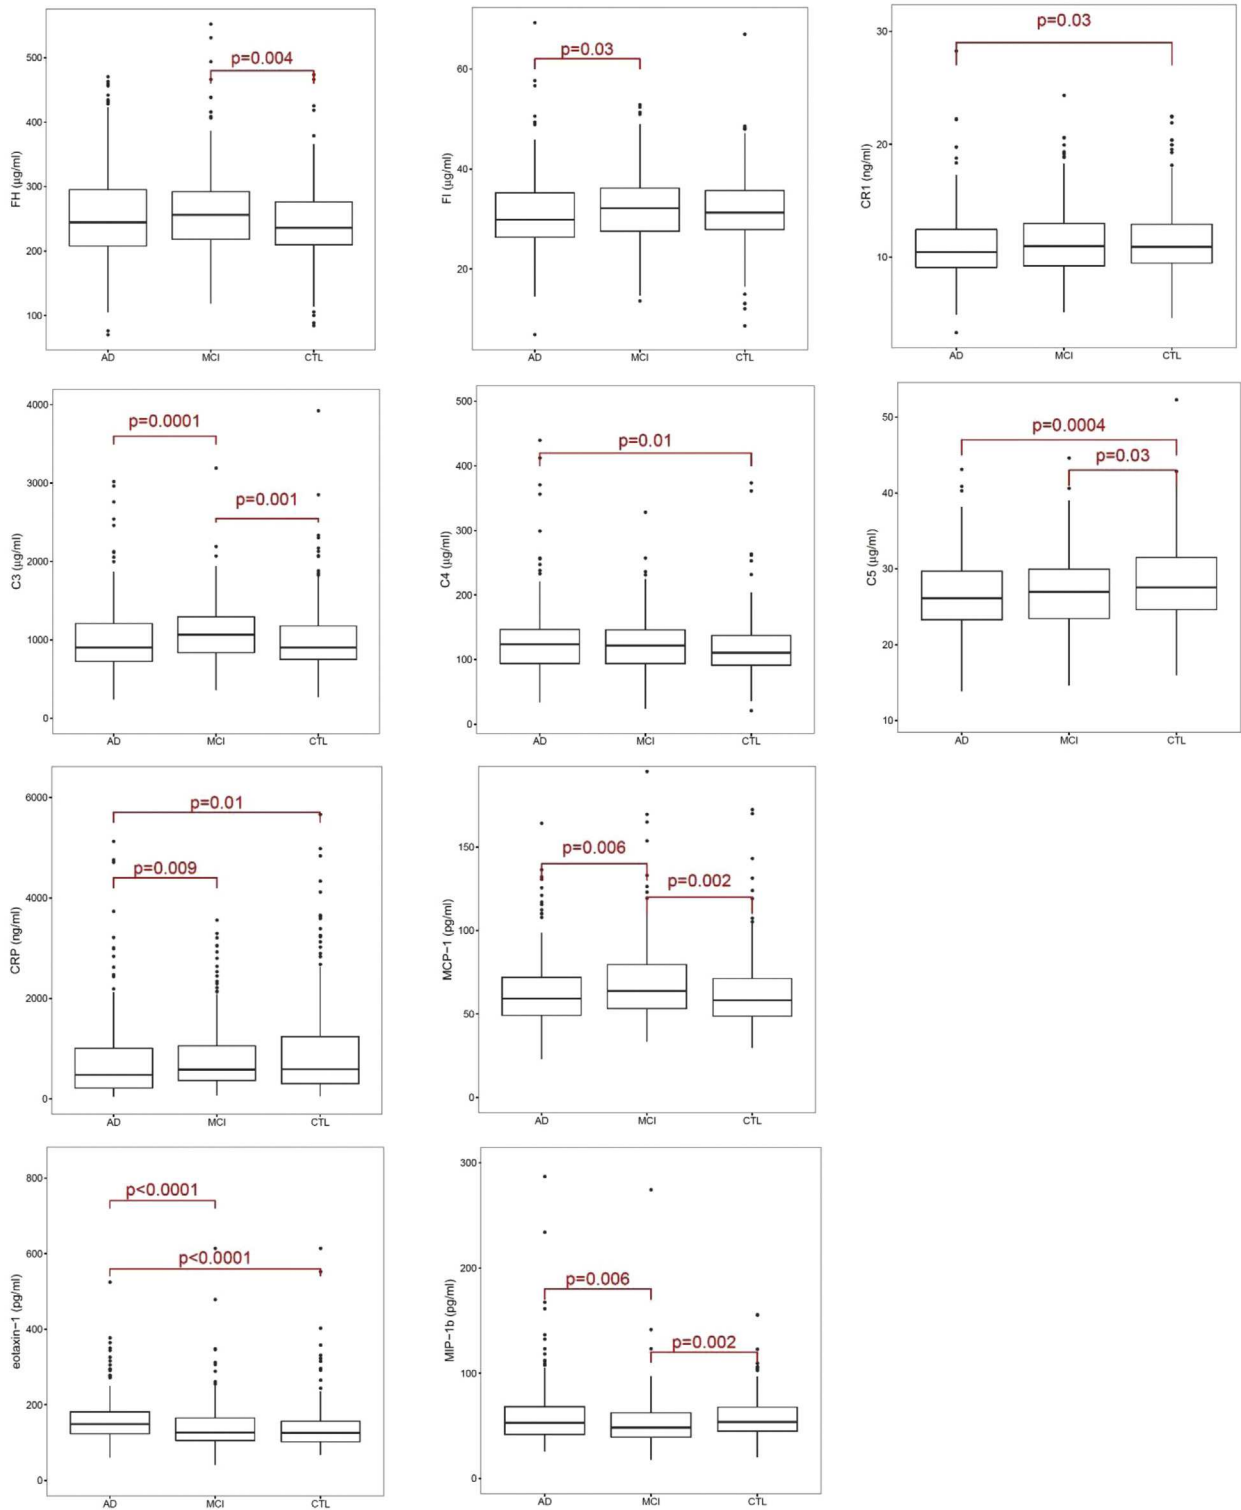 FH (µg/ml)
500
400
300
200
100
p=0.004
AD MCI CTL
FI (µg/ml)
60
40
20
p=0.03
AD MCI CTL
CR1 (ng/ml)
30
20
10
p=0.03
AD MCI CTL
C3 (µg/ml)
4000
3000
2000
1000
0
p=0.0001
p=0.001
AD MCI CTL
C4 (µg/ml)
500
400
300
200
100
0
p=0.01
AD MCI CTL
C5 (µg/ml)
50
40
30
20
10
p=0.0004
p=0.03
AD MCI CTL
CRP (ng/ml)
6000
4000
2000
0
p=0.01
p=0.009
AD MCI CTL
MCP−1 (pg/ml)
150
100
50
0
p=0.006
p=0.002
AD MCI CTL
eotaxin−1 (pg/ml)
800
600
400
200
0
p<0.0001
p<0.0001
AD MCI CTL
MIP−1b (pg/ml)
300
200
100
0
p=0.006
p=0.002
AD MCI CTL